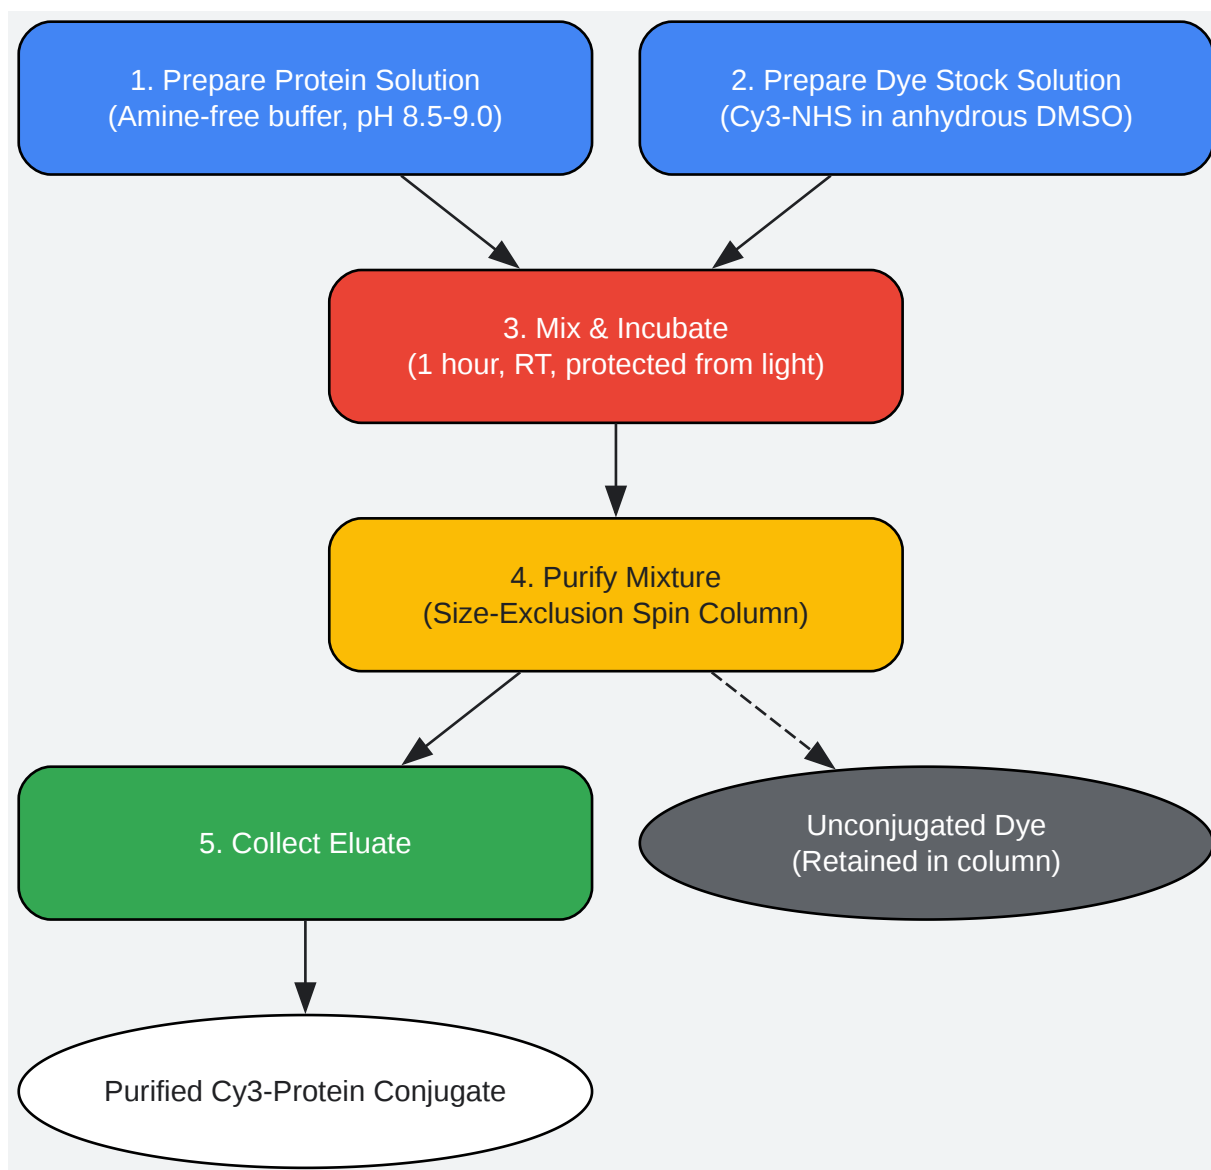 1. Prepare Protein Solution
(Amine-free buffer, pH 8.5-9.0)
2. Prepare Dye Stock Solution
(Cy3-NHS in anhydrous DMSO)
3. Mix & Incubate
(1 hour, RT, protected from light)
4. Purify Mixture
(Size-Exclusion Spin Column)
5. Collect Eluate
Unconjugated Dye
(Retained in column)
Purified Cy3-Protein Conjugate